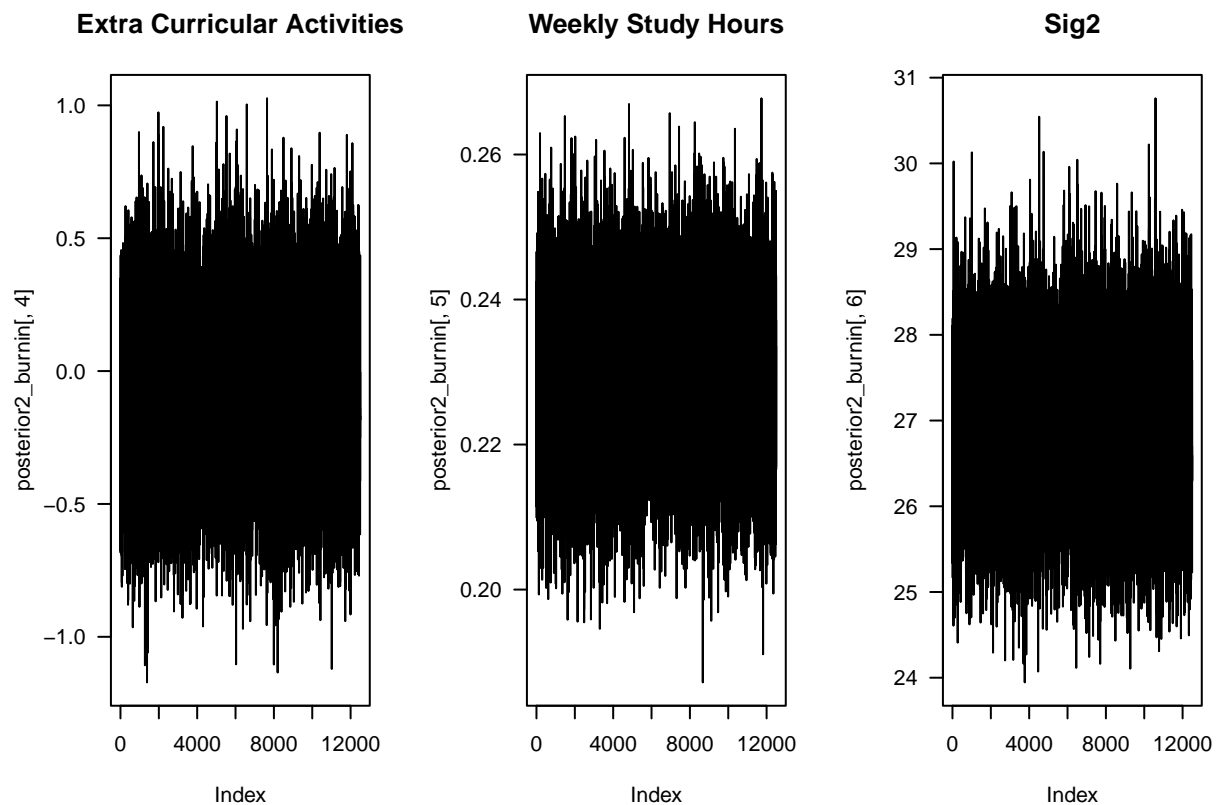 Extra Curricular Activities
posterior2_burnin[, 4]
1.0
0.5
0.0
−0.5
−1.0
0 4000 8000 12000
Index
Weekly Study Hours
posterior2_burnin[, 5]
0.26
0.24
0.22
0.20
0 4000 8000 12000
Index
Sig2
posterior2_burnin[, 6]
31
30
29
28
27
26
25
24
0 4000 8000 12000
Index